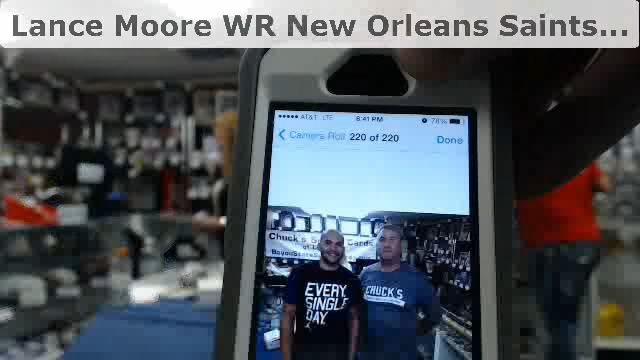 Lance Moore WR New Orleans Saints...
AT&T LTE 6:41 PM 78%
Camera Roll 220 of 220 Done
Chuck's Cards
EVERY
SINGLE
DAY.
CHUCK'S